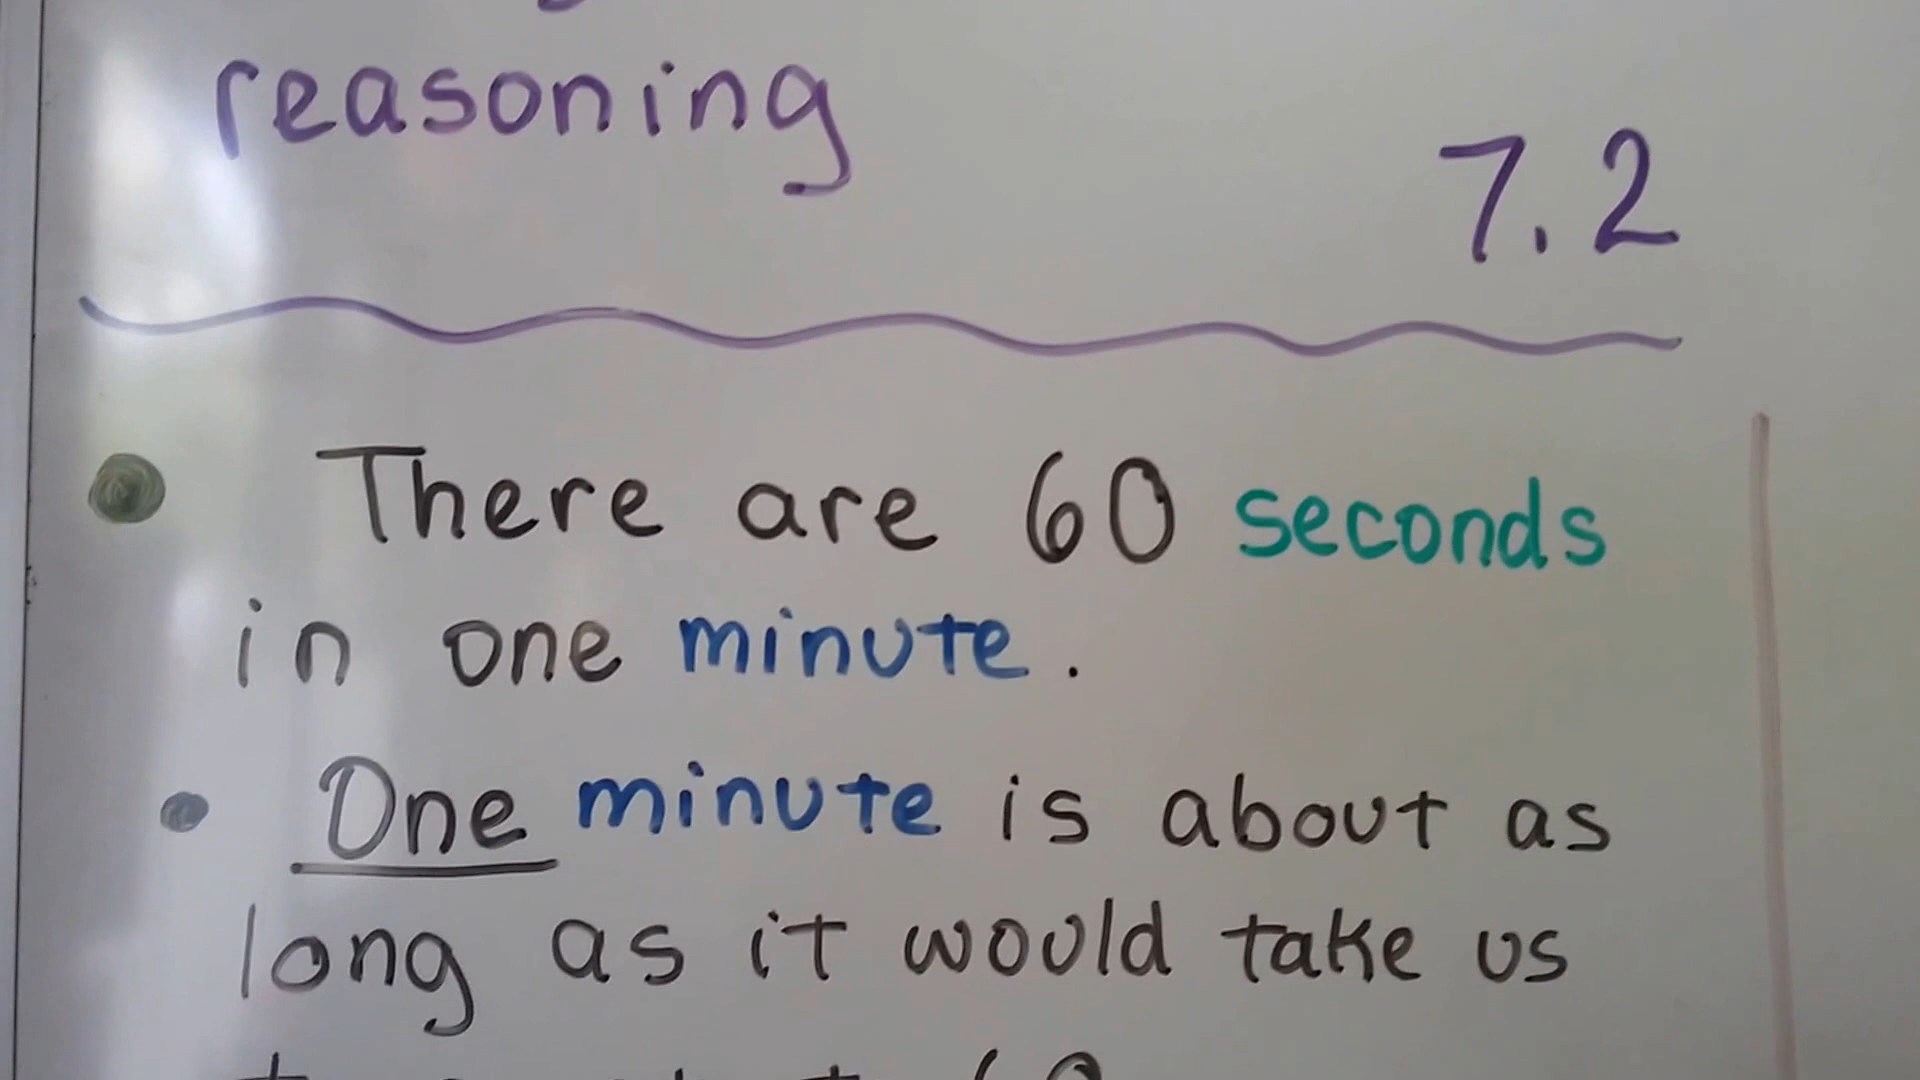 reasoning
7.2
There are 60 seconds
in one minute.
One minute is about as
long as it would take us